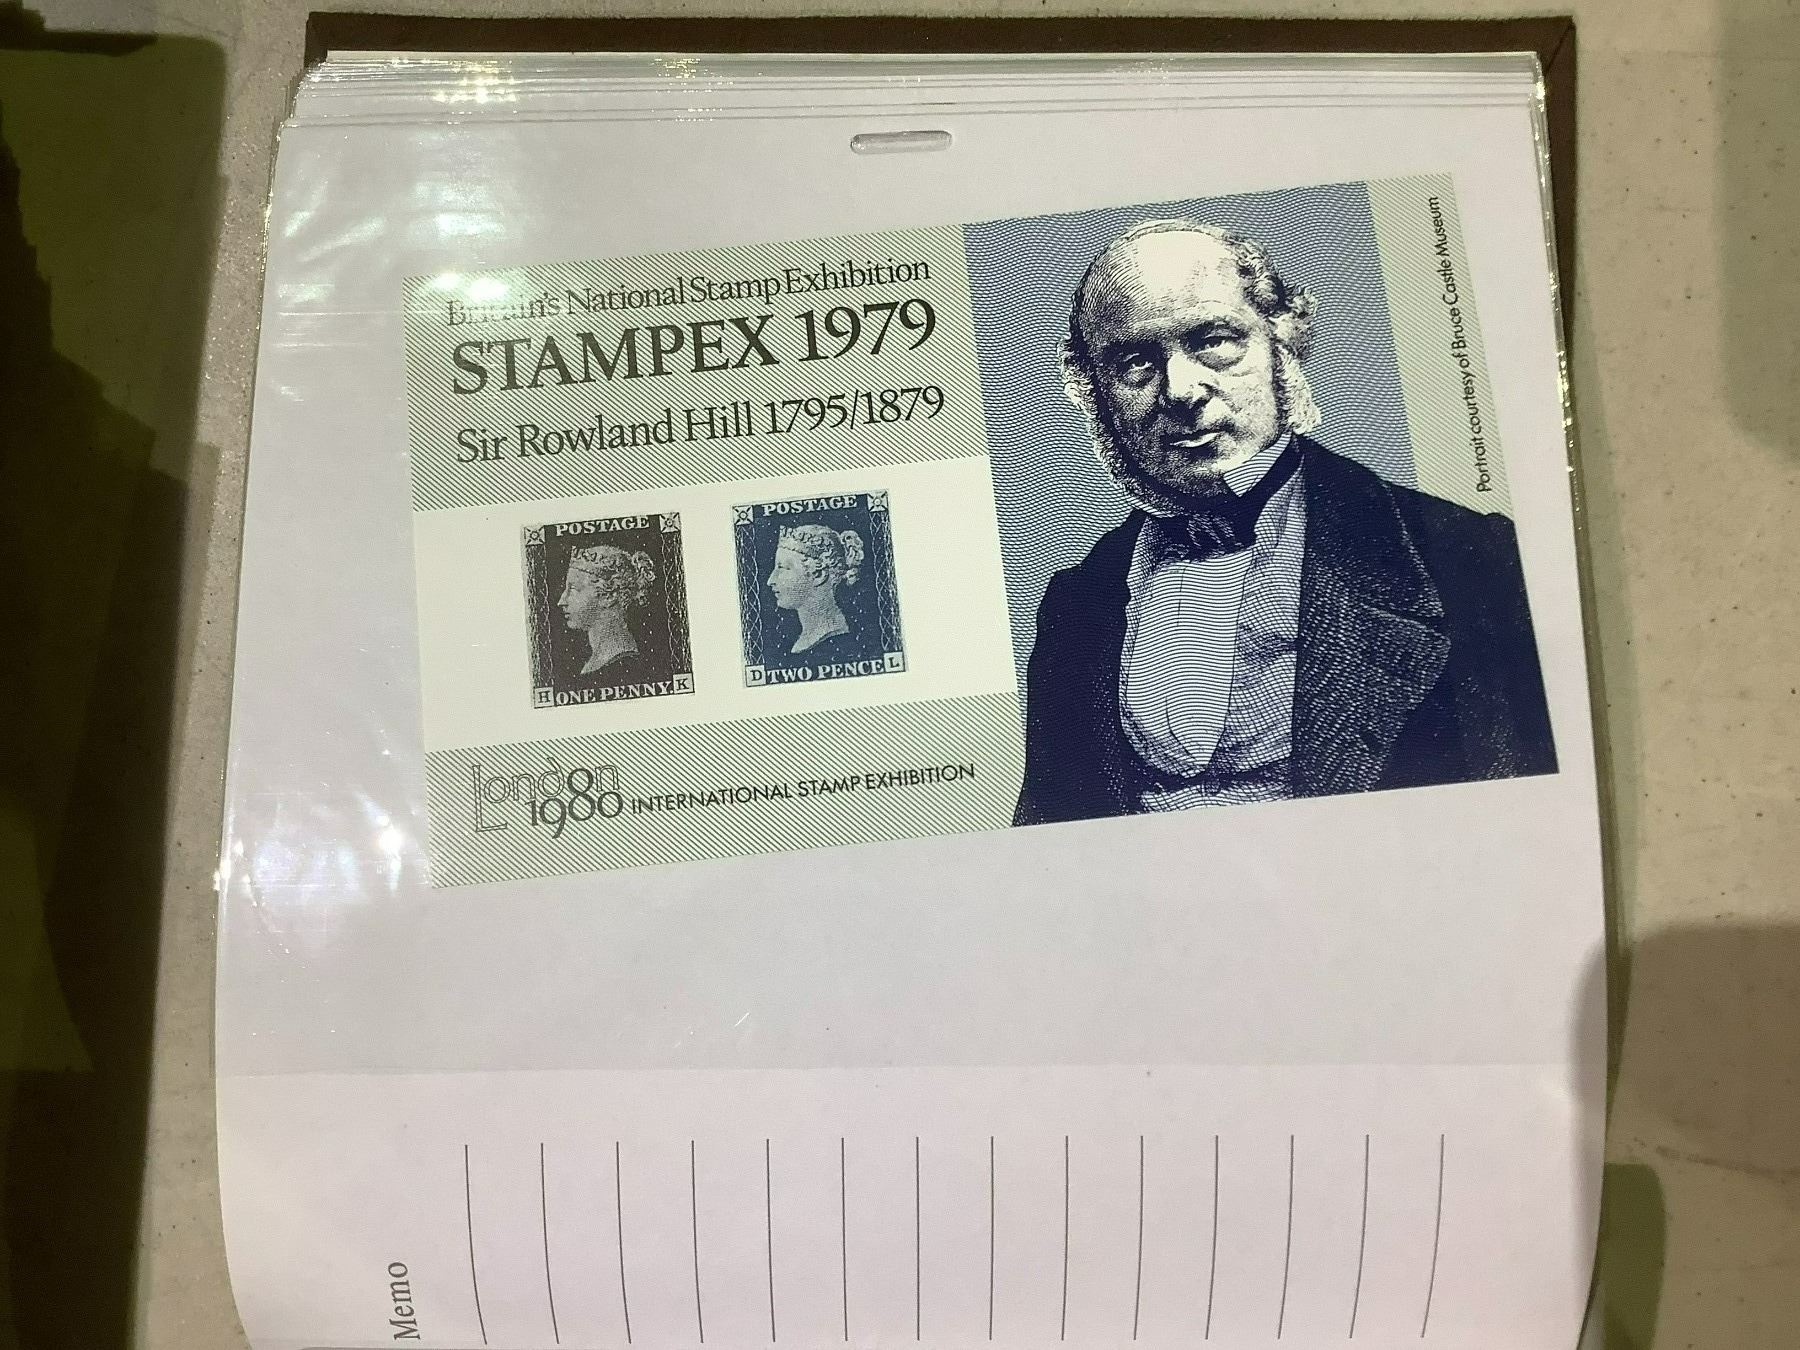 Britain's National Stamp Exhibition
STAMPEX 1979
Sir Rowland Hill 1795/1879
POSTAGE
H ONE PENNY K
POSTAGE
D TWO PENCE L
London 1980 INTERNATIONAL STAMP EXHIBITION
Portrait courtesy of Bruce Castle Museum
Memo